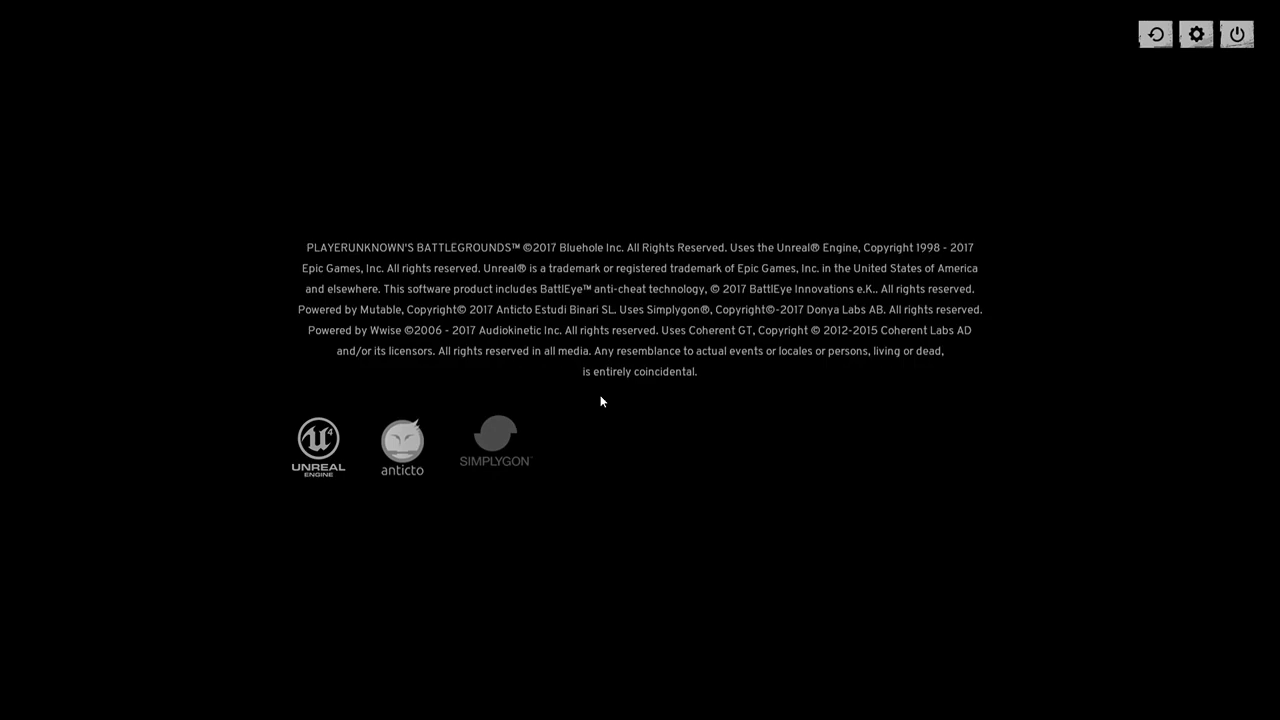 PLAYERUNKNOWN'S BATTLEGROUNDS™ ©2017 Bluehole Inc. All Rights Reserved. Uses the Unreal® Engine, Copyright 1998 - 2017
Epic Games, Inc. All rights reserved. Unreal® is a trademark or registered trademark of Epic Games, Inc. in the United States of America
and elsewhere. This software product includes BattlEye™ anti-cheat technology, © 2017 BattlEye Innovations e.K.. All rights reserved.
Powered by Mutable, Copyright© 2017 Anticto Estudi Binari SL. Uses Simplygon®, Copyright©-2017 Donya Labs AB. All rights reserved.
Powered by Wwise ©2006 - 2017 Audiokinetic Inc. All rights reserved. Uses Coherent GT, Copyright © 2012-2015 Coherent Labs AD
and/or its licensors. All rights reserved in all media. Any resemblance to actual events or locales or persons, living or dead,
is entirely coincidental.
U4
UNREAL
ENGINE
anticto
SIMPLYGON